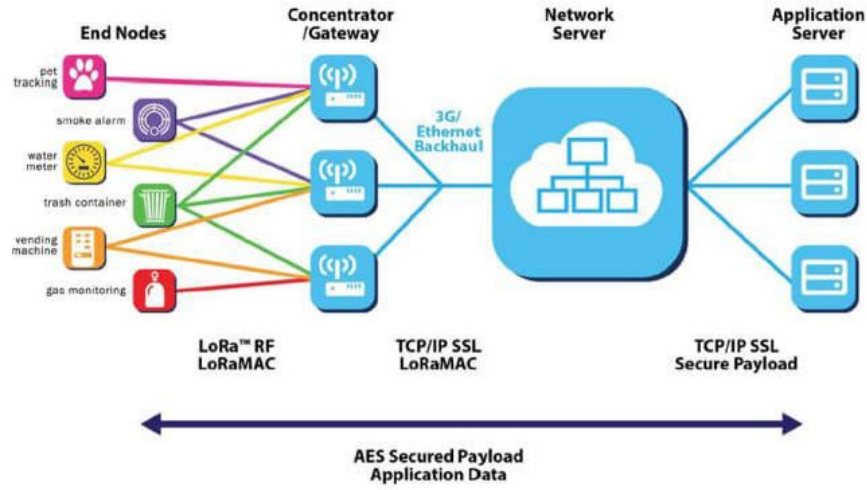 End Nodes
Concentrator
/Gateway
Network
Server
Application
Server
pet
tracking
smoke alarm
water
meter
trash container
vending
machine
gas monitoring
3G/
Ethernet
Backhaul
LoRa™ RF
LoRaMAC
TCP/IP SSL
LoRaMAC
TCP/IP SSL
Secure Payload
AES Secured Payload
Application Data